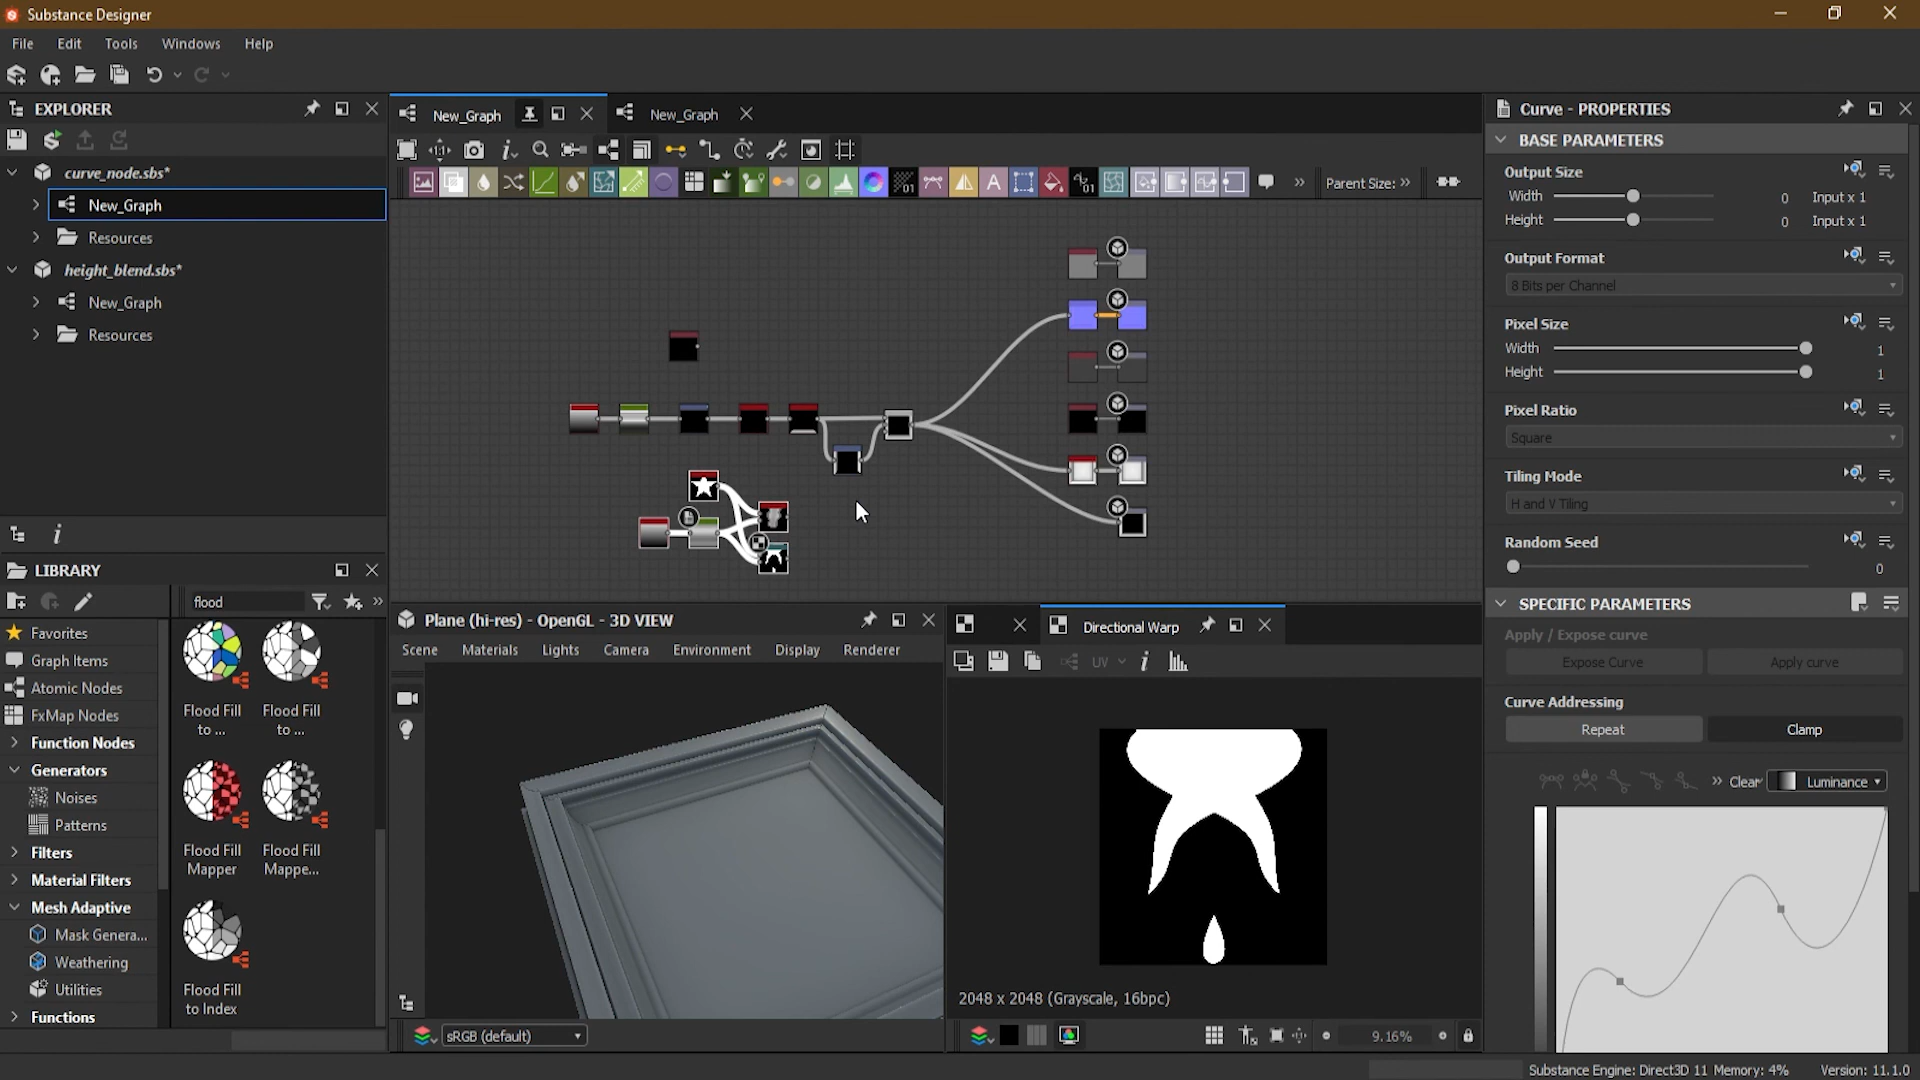 Substance Designer
File Edit Tools Windows Help
EXPLORER
curve_node.sbs*
New_Graph
Resources
height_blend.sbs*
New_Graph
Resources
LIBRARY
flood
Favorites
Graph Items
Atomic Nodes
FxMap Nodes
Function Nodes
Generators
Noises
Patterns
Filters
Material Filters
Mesh Adaptive
Mask Genera...
Weathering
Utilities
Functions
Flood Fill to ...
Flood Fill to ...
Flood Fill Mapper
Flood Fill Mappe...
Flood Fill to Index
New_Graph
New_Graph
Parent Size:
Plane (hi-res) - OpenGL - 3D VIEW
Scene Materials Lights Camera Environment Display Renderer
sRGB (default)
Directional Warp
UV
2048 x 2048 (Grayscale, 16bpc)
9.16%
Curve - PROPERTIES
BASE PARAMETERS
Output Size
Width 0 Input x 1
Height 0 Input x 1
Output Format
8 Bits per Channel
Pixel Size
Width 1
Height 1
Pixel Ratio
Square
Tiling Mode
H and V Tiling
Random Seed
0
SPECIFIC PARAMETERS
Apply / Expose curve
Expose Curve Apply curve
Curve Addressing
Repeat Clamp
Clear Luminance
Substance Engine: Direct3D 11 Memory: 4% Version: 11.1.0